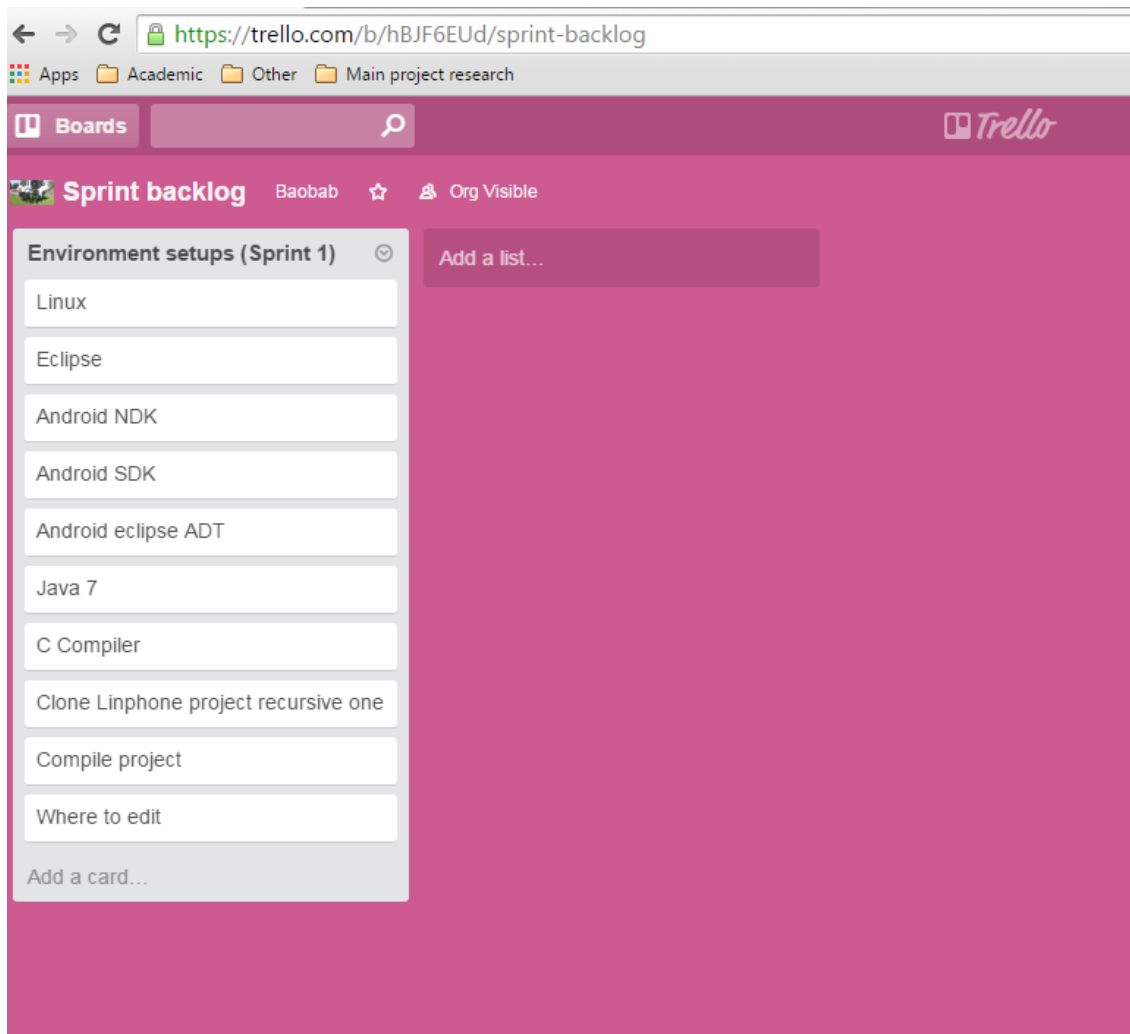 https://trello.com/b/hBJF6EUd/sprint-backlog
Apps Academic Other Main project research
Boards Trello
Sprint backlog Baobab Org Visible
Environment setups (Sprint 1)
Add a list...
Linux
Eclipse
Android NDK
Android SDK
Android eclipse ADT
Java 7
C Compiler
Clone Linphone project recursive one
Compile project
Where to edit
Add a card...